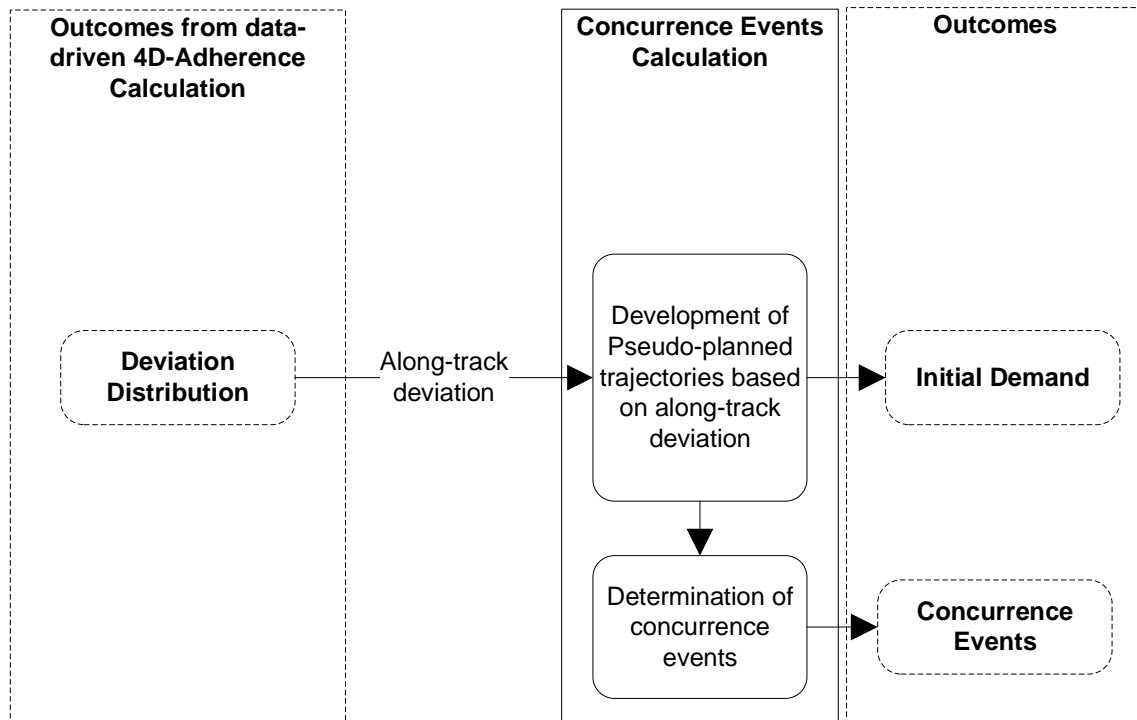 Outcomes from data-
driven 4D-Adherence
Calculation
Concurrence Events
Calculation
Outcomes
Deviation
Distribution
Along-track
deviation
Development of
Pseudo-planned
trajectories based
on along-track
deviation
Initial Demand
Determination of
concurrence
events
Concurrence
Events